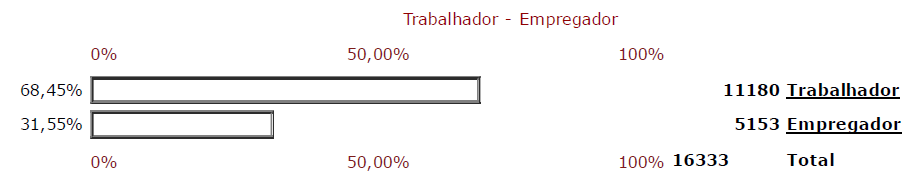 Trabalhador - Empregador
0% 50,00% 100%
68,45% 11180 Trabalhador
31,55% 5153 Empregador
0% 50,00% 100% 16333 Total